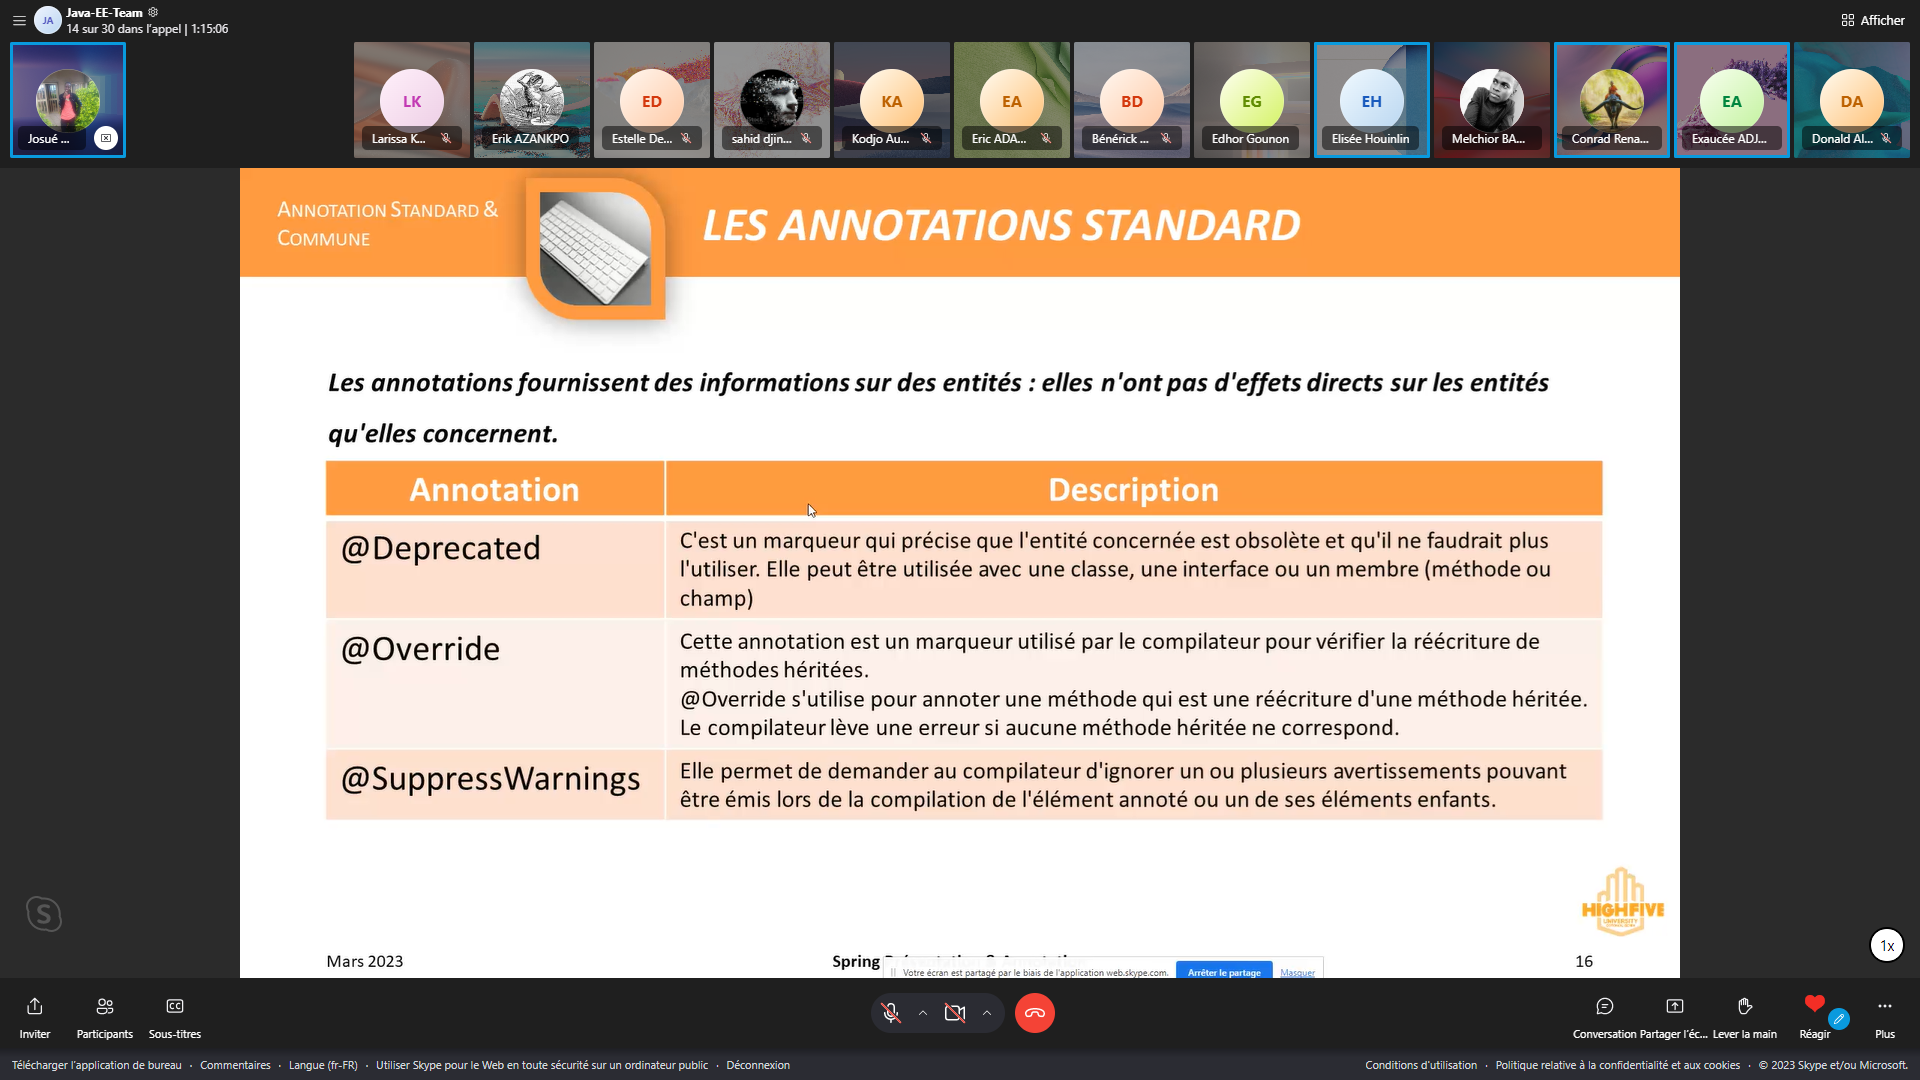 Java-EE-Team
JA
14 sur 30 dans l'appel | 1:15:06
Afficher
Josué ...
LK
Larissa K...
Erik AZANKPO
ED
Estelle De...
sahid djin...
KA
Kodjo Au...
EA
Eric ADA...
BD
Bénérick ...
EG
Edhor Gounon
EH
Elisée Houinlin
Melchior BA...
Conrad Rena...
EA
Exaucée ADJ...
DA
Donald Al...
ANNOTATION STANDARD &
COMMUNE
LES ANNOTATIONS STANDARD
Les annotations fournissent des informations sur des entités : elles n'ont pas d'effets directs sur les entités
qu'elles concernent.
Annotation
Description
@Deprecated
C'est un marqueur qui précise que l'entité concernée est obsolète et qu'il ne faudrait plus
l'utiliser. Elle peut être utilisée avec une classe, une interface ou un membre (méthode ou
champ)
@Override
Cette annotation est un marqueur utilisé par le compilateur pour vérifier la réécriture de
méthodes héritées.
@Override s'utilise pour annoter une méthode qui est une réécriture d'une méthode héritée.
Le compilateur lève une erreur si aucune méthode héritée ne correspond.
@SuppressWarnings
Elle permet de demander au compilateur d'ignorer un ou plusieurs avertissements pouvant
être émis lors de la compilation de l'élément annoté ou un de ses éléments enfants.
HIGHFIVE
UNIVERSITY
1x
Mars 2023
Spring
16
Votre écran est partagé par le biais de l'application web.skype.com.
Arrêter le partage
Masquer
Inviter
Participants
Sous-titres
Conversation
Partager l'éc...
Lever la main
Réagir
Plus
Télécharger l'application de bureau · Commentaires · Langue (fr-FR) · Utiliser Skype pour le Web en toute sécurité sur un ordinateur public · Déconnexion
Conditions d'utilisation · Politique relative à la confidentialité et aux cookies · © 2023 Skype et/ou Microsoft.